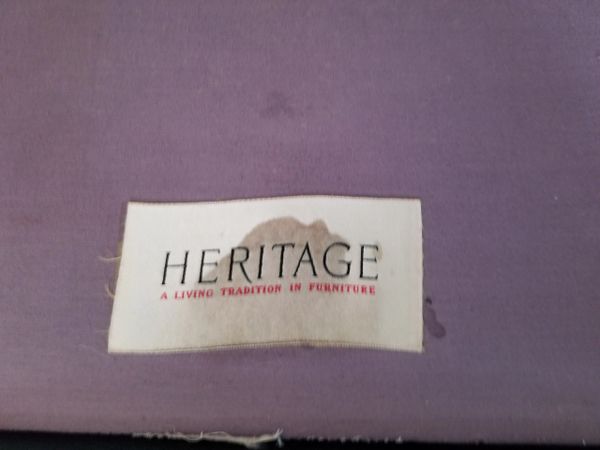 HERITAGE
A LIVING TRADITION IN FURNITURE